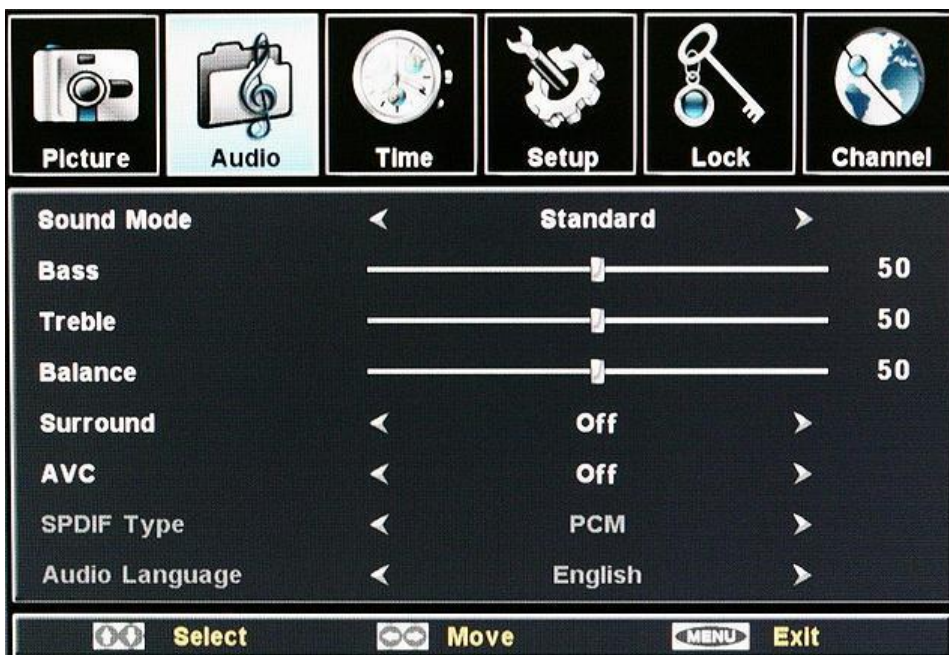 Picture Audio Time Setup Lock Channel
Sound Mode Standard
Bass 50
Treble 50
Balance 50
Surround Off
AVC Off
SPDIF Type PCM
Audio Language English
Select Move MENU Exit